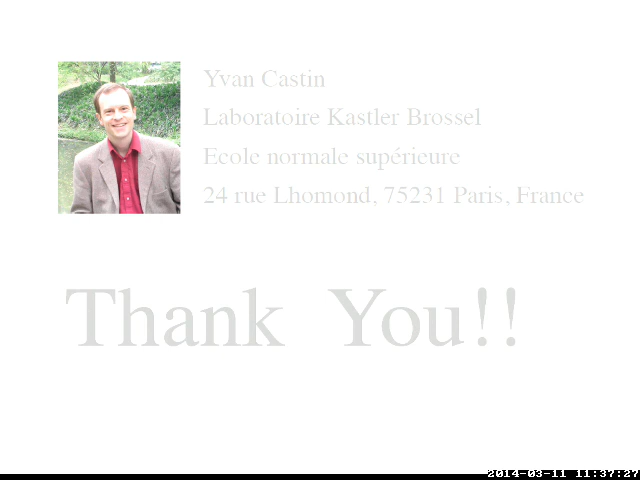 Yvan Castin
Laboratoire Kastler Brossel
Ecole normale supérieure
24 rue Lhomond, 75231 Paris, France
Thank You!!
2014-03-11 11:37:27